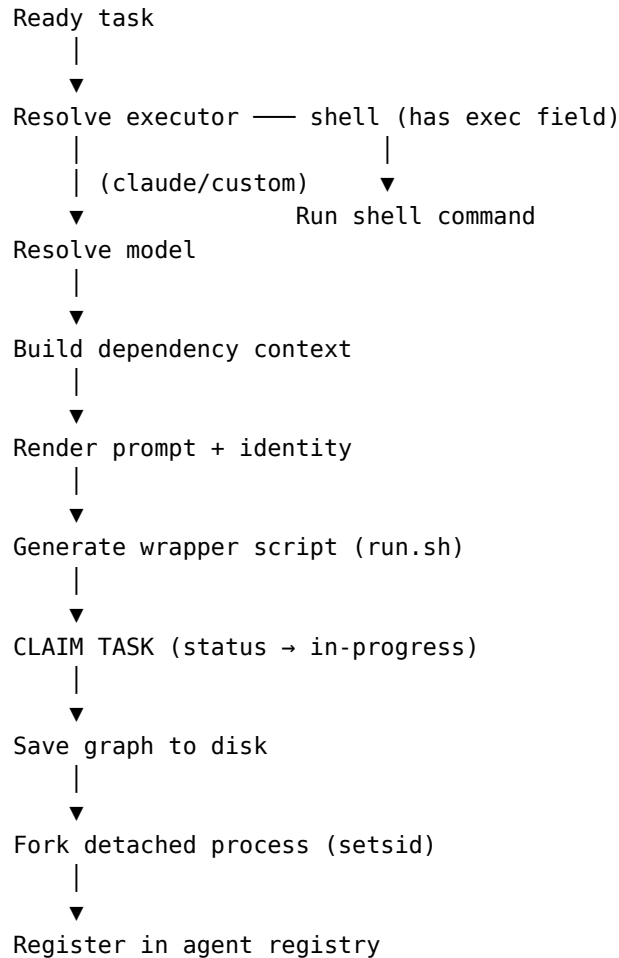 Ready task
│
▼
Resolve executor ─── shell (has exec field)
│ │
│ (claude/custom) ▼
▼ Run shell command
Resolve model
│
▼
Build dependency context
│
▼
Render prompt + identity
│
▼
Generate wrapper script (run.sh)
│
▼
CLAIM TASK (status → in-progress)
│
▼
Save graph to disk
│
▼
Fork detached process (setsid)
│
▼
Register in agent registry